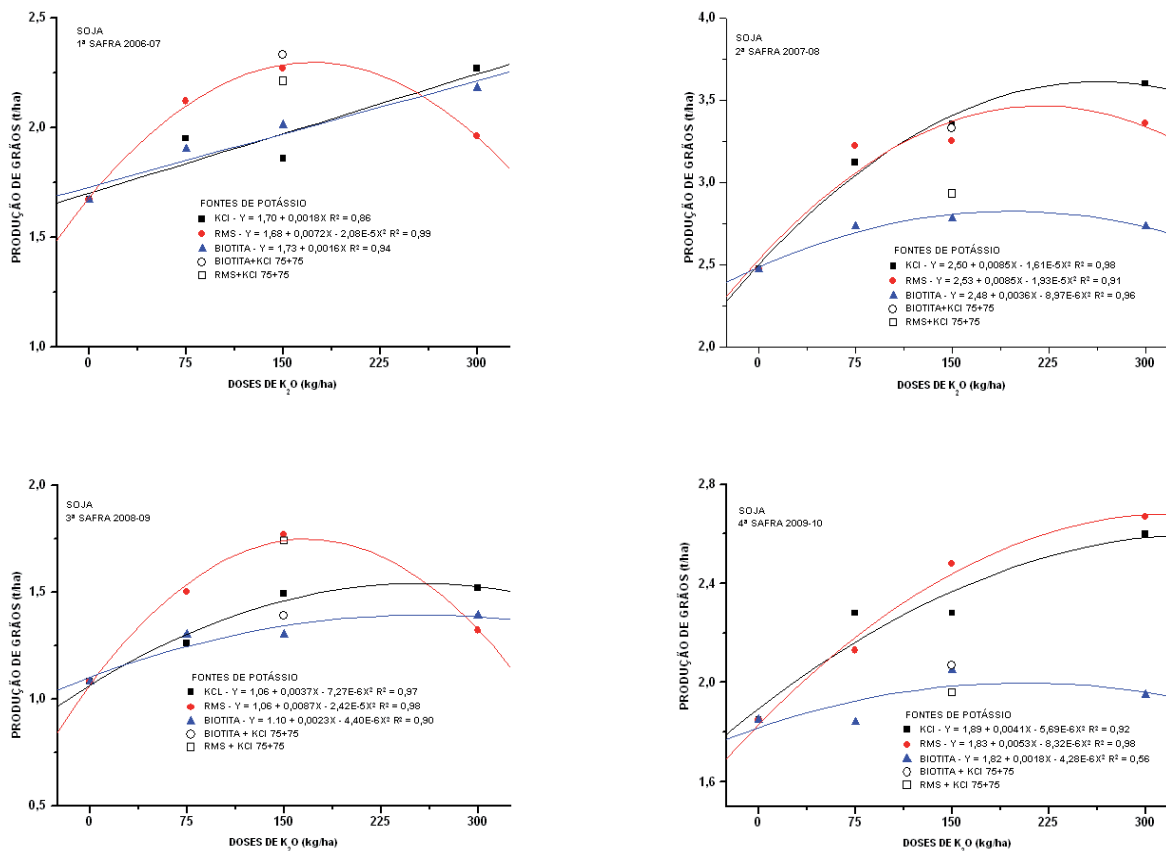 SOJA
1ª SAFRA 2006-07
PRODUÇÃO DE GRÃOS (t/ha)
2,5
2,0
1,5
1,0
FONTES DE POTÁSSIO
KCl - Y = 1,70 + 0,0018X R² = 0,86
RMS - Y = 1,68 + 0,0072X - 2,08E-5X² R² = 0,99
BIOTITA - Y = 1,73 + 0,0016X R² = 0,94
BIOTITA+KCl 75+75
RMS+KCl 75+75
0 75 150 225 300
DOSES DE K₂O (kg/ha)
SOJA
2ª SAFRA 2007-08
PRODUÇÃO DE GRÃOS (t/ha)
4,0
3,5
3,0
2,5
2,0
FONTES DE POTÁSSIO
KCl - Y = 2,50 + 0,0085X - 1,61E-5X² R² = 0,98
RMS - Y = 2,53 + 0,0085X - 1,93E-5X² R² = 0,91
BIOTITA - Y = 2,48 + 0,0036X - 8,97E-6X² R² = 0,96
BIOTITA+KCl 75+75
RMS+KCl 75+75
0 75 150 225 300
DOSES DE K₂O (kg/ha)
SOJA
3ª SAFRA 2008-09
PRODUÇÃO DE GRÃOS (t/ha)
2,0
1,5
1,0
0,5
FONTES DE POTÁSSIO
KCL - Y = 1,06 + 0,0037X - 7,27E-6X² R² = 0,97
RMS - Y = 1,06 + 0,0087X - 2,42E-5X² R² = 0,98
BIOTITA - Y = 1.10 + 0,0023X - 4,40E-6X² R² = 0,90
BIOTITA + KCl 75+75
RMS + KCl 75+75
0 75 150 225 300
DOSES DE K₂O (kg/ha)
SOJA
4ª SAFRA 2009-10
PRODUÇÃO DE GRÃOS (t/ha)
2,8
2,4
2,0
1,6
FONTES DE POTÁSSIO
KCl - Y = 1,89 + 0,0041X - 5,69E-6X² R² = 0,92
RMS - Y = 1,83 + 0,0053X - 8,32E-6X² R² = 0,98
BIOTITA - Y = 1,82 + 0,0018X - 4,28E-6X² R² = 0,56
BIOTITA + KCl 75+75
RMS + KCl 75+75
0 75 150 225 300
DOSES DE K₂O (kg/ha)